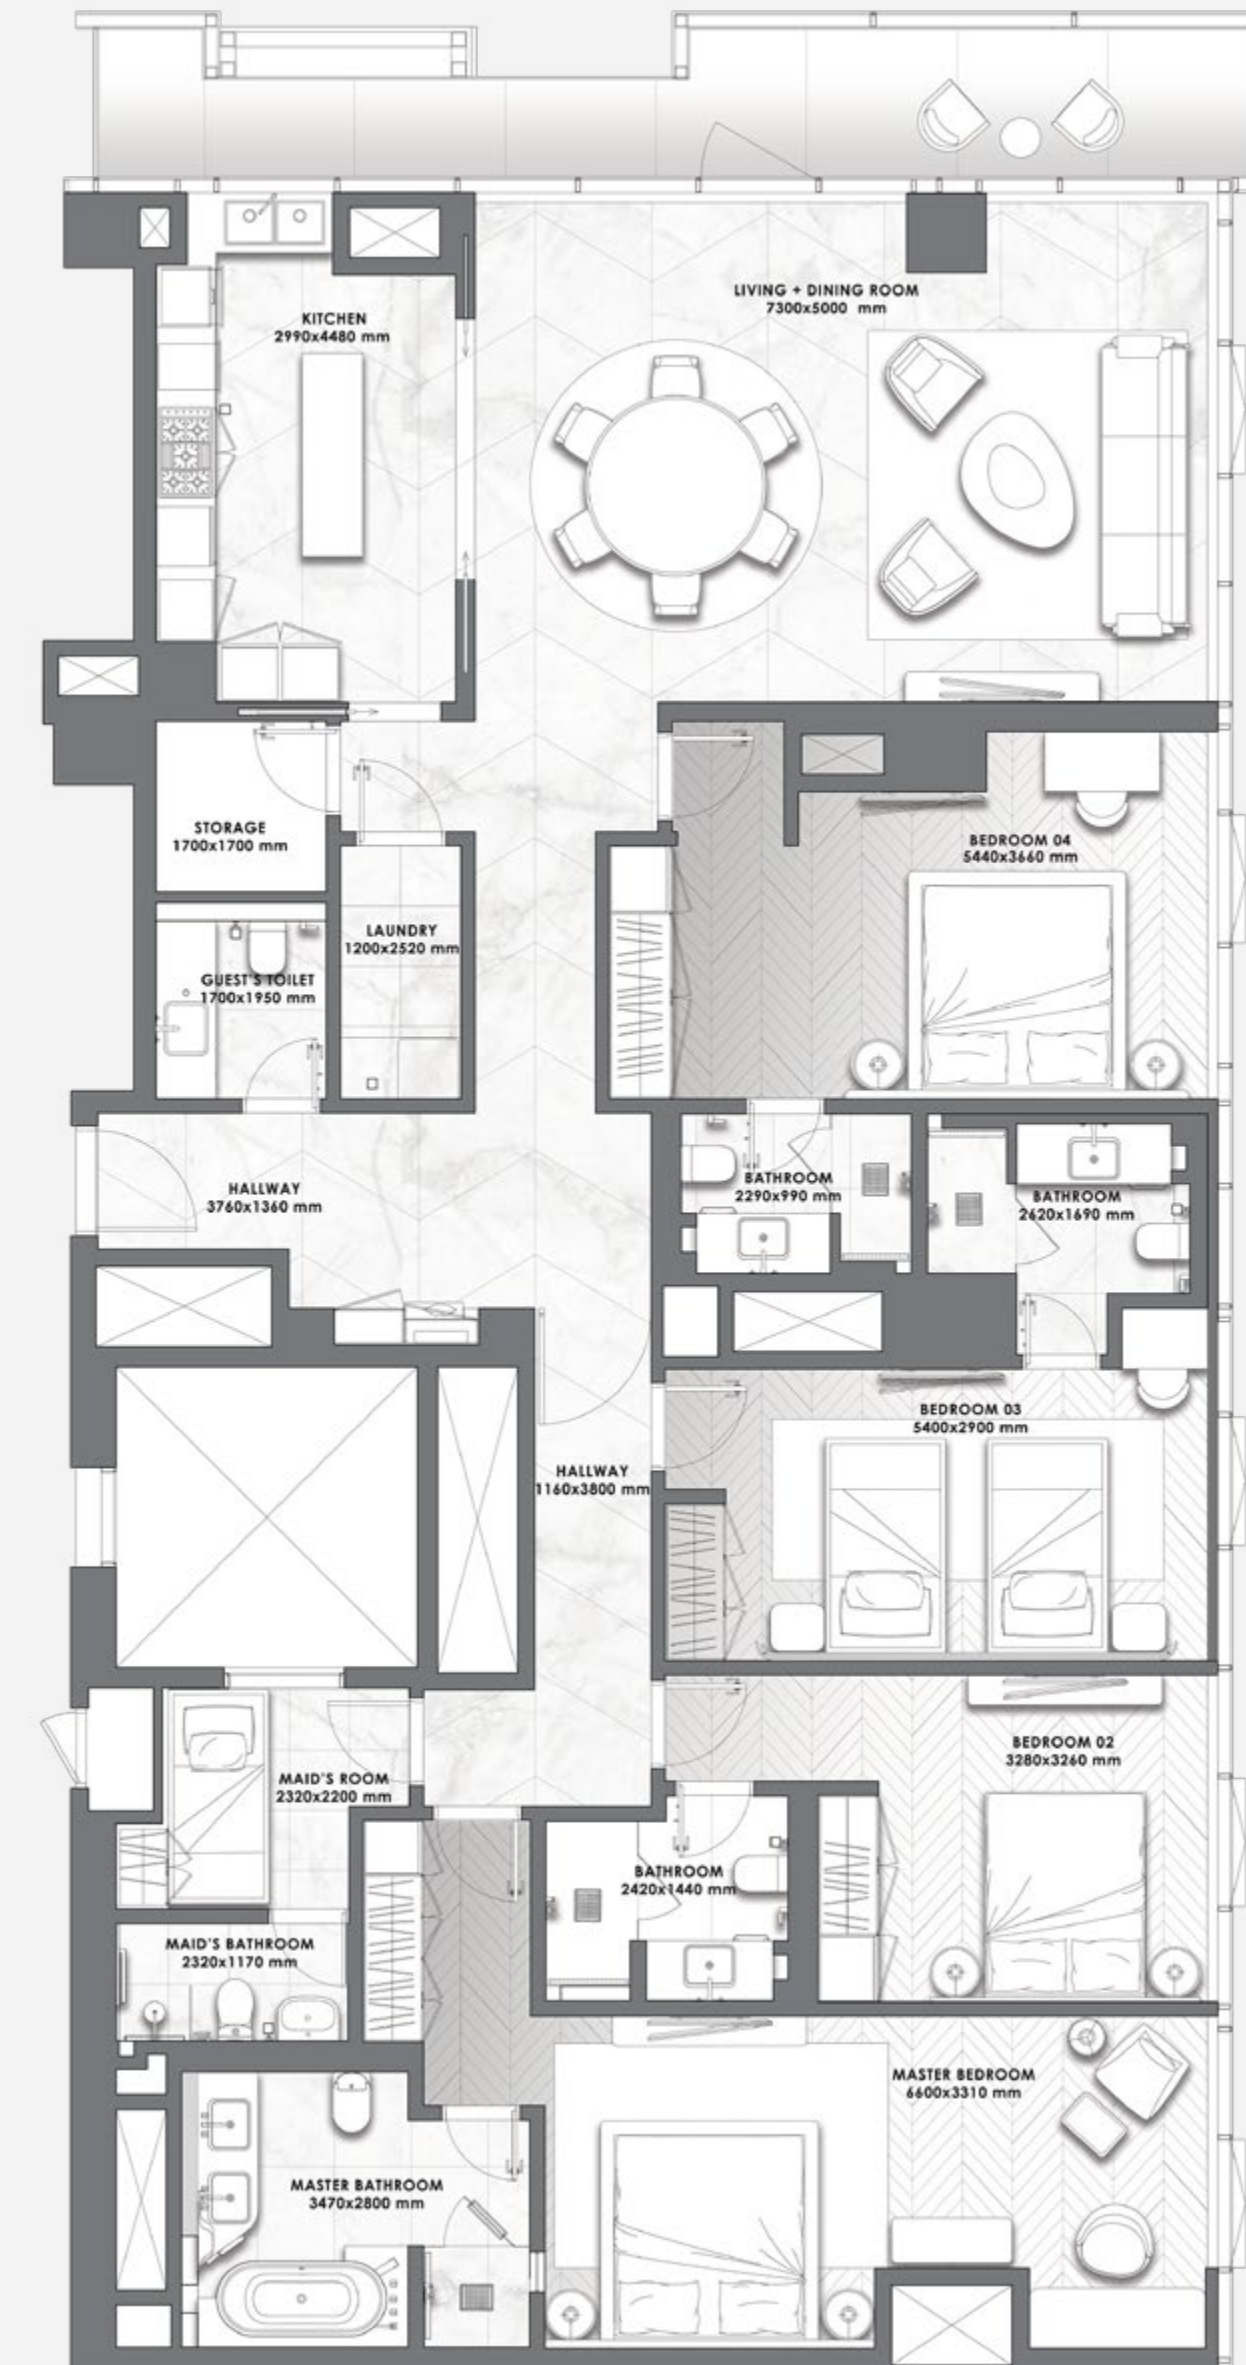 LIVING + DINING ROOM
7300x5000 mm
KITCHEN
2990x4480 mm
STORAGE
1700x1700 mm
BEDROOM 04
5440x3660 mm
LAUNDRY
1200x2520 mm
GUEST'S TOILET
1700x1950 mm
BATHROOM
2290x990 mm
HALLWAY
3760x1360 mm
BATHROOM
2620x1690 mm
BEDROOM 03
5400x2900 mm
HALLWAY
1160x3800 mm
BEDROOM 02
3280x3260 mm
MAID'S ROOM
2320x2200 mm
BATHROOM
2420x1440 mm
MAID'S BATHROOM
2320x1170 mm
MASTER BEDROOM
6600x3310 mm
MASTER BATHROOM
3470x2800 mm